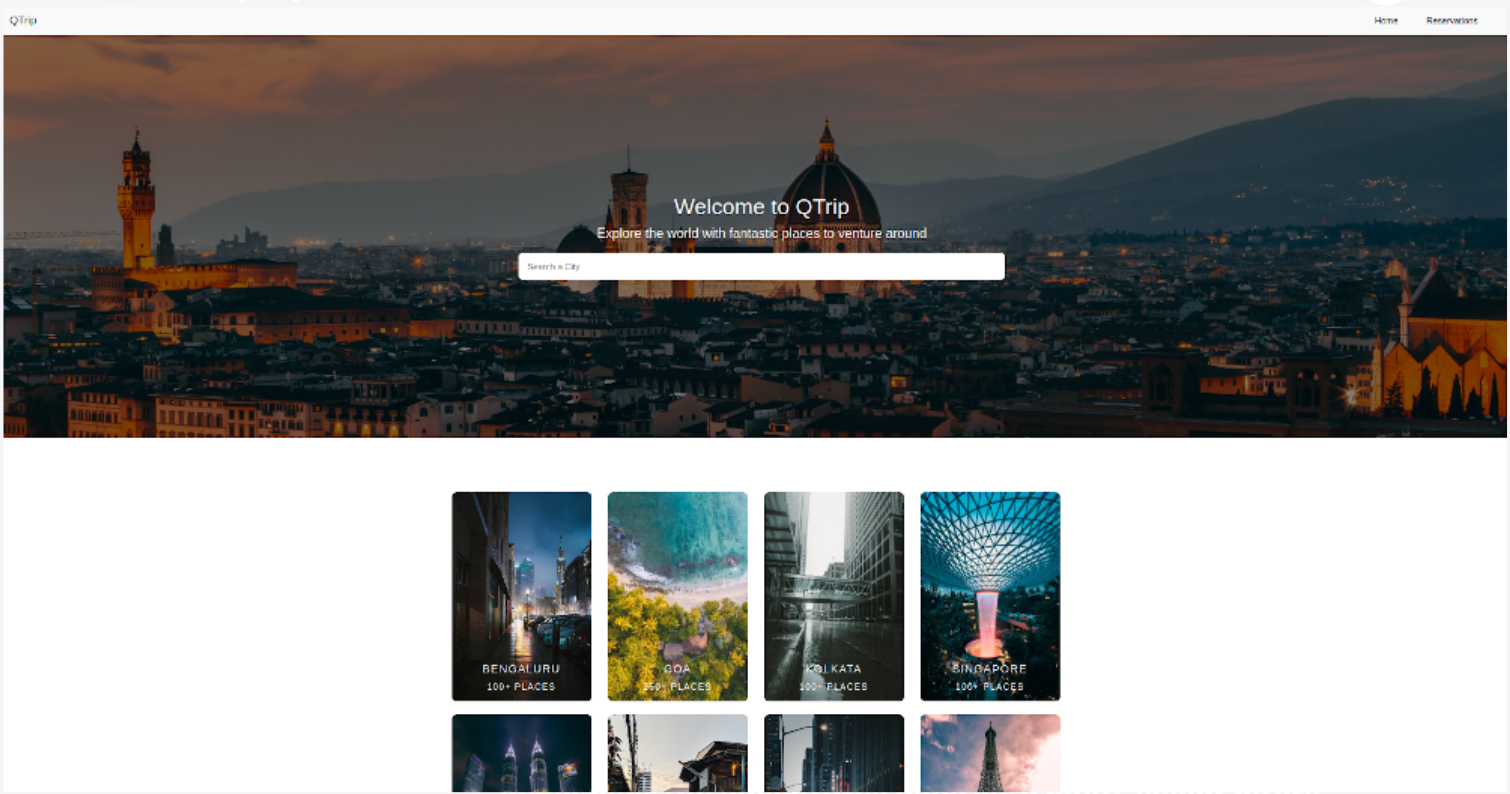 QTrip
Home
Reservations
Welcome to QTrip
Explore the world with fantastic places to venture around
Search a City
BENGALURU
GOA
KOLKATA
SINGAPORE
100+ PLACES
PLACES
100+ PLACES
100+ PLACES